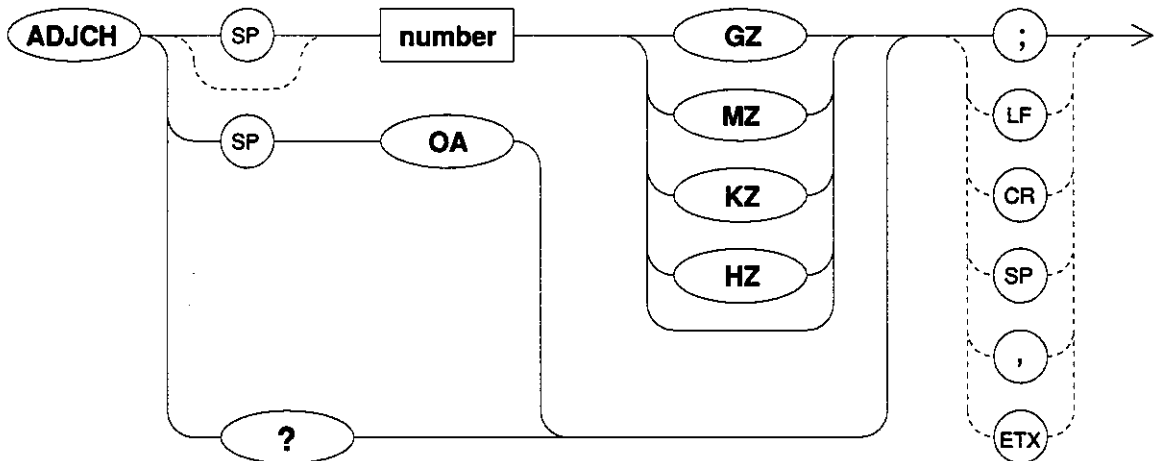 ADJCH SP number GZ ;
MZ LF
SP OA
KZ CR
HZ SP
,
? ETX